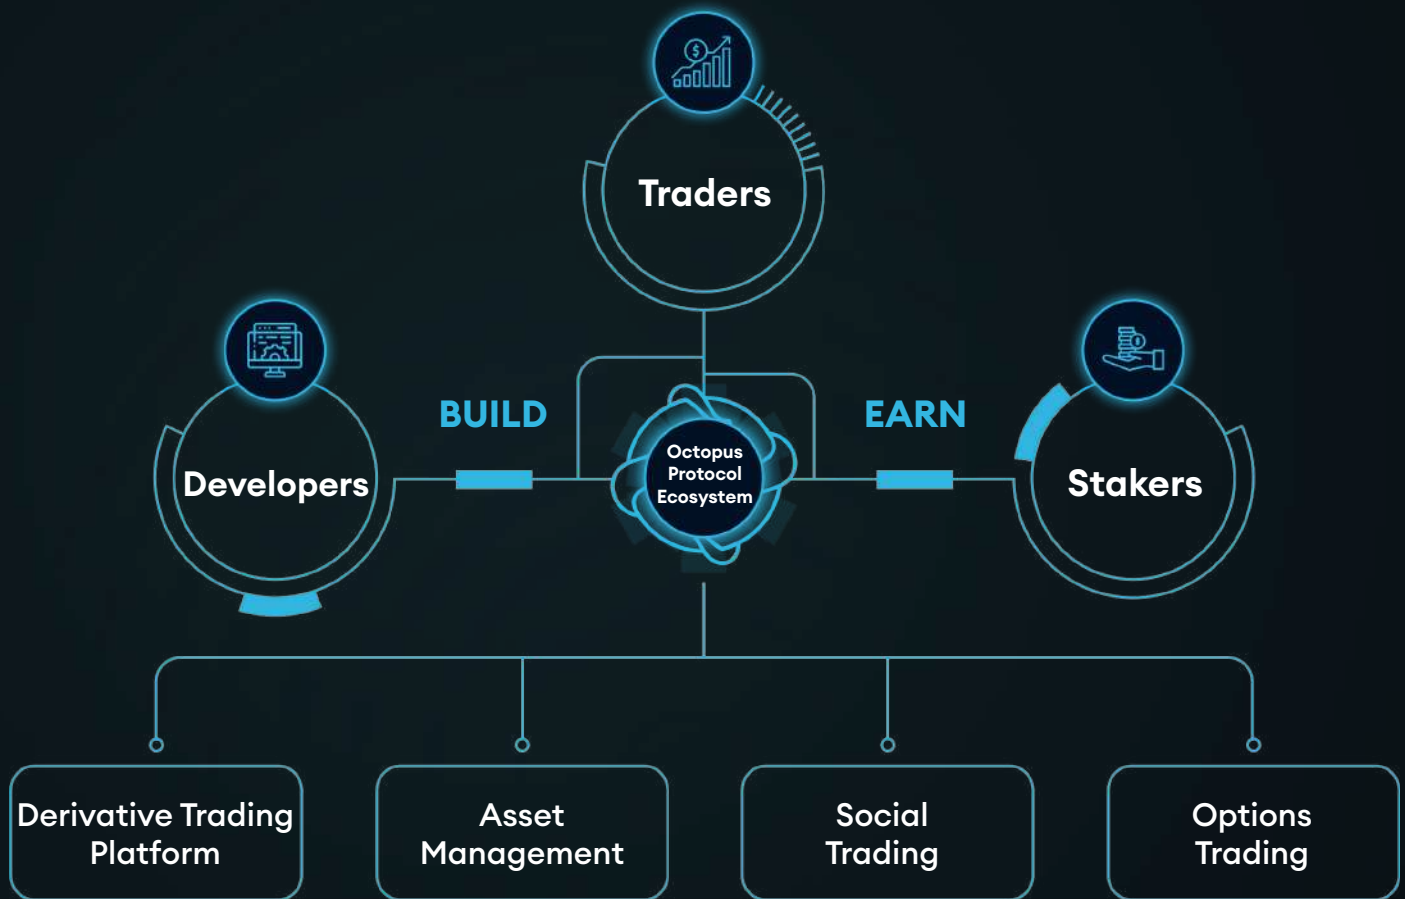 $
Traders
BUILD
EARN
Developers
Octopus
Protocol
Ecosystem
Stakers
Derivative Trading
Platform
Asset
Management
Social
Trading
Options
Trading